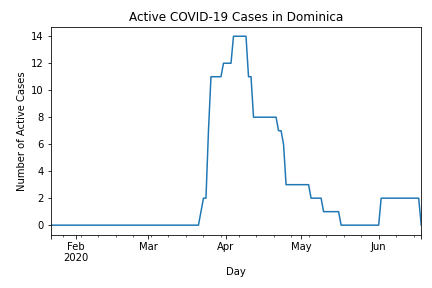 Active COVID-19 Cases in Dominica
Number of Active Cases
14
12
10
8
6
4
2
0
Feb Mar Apr May Jun
2020
Day